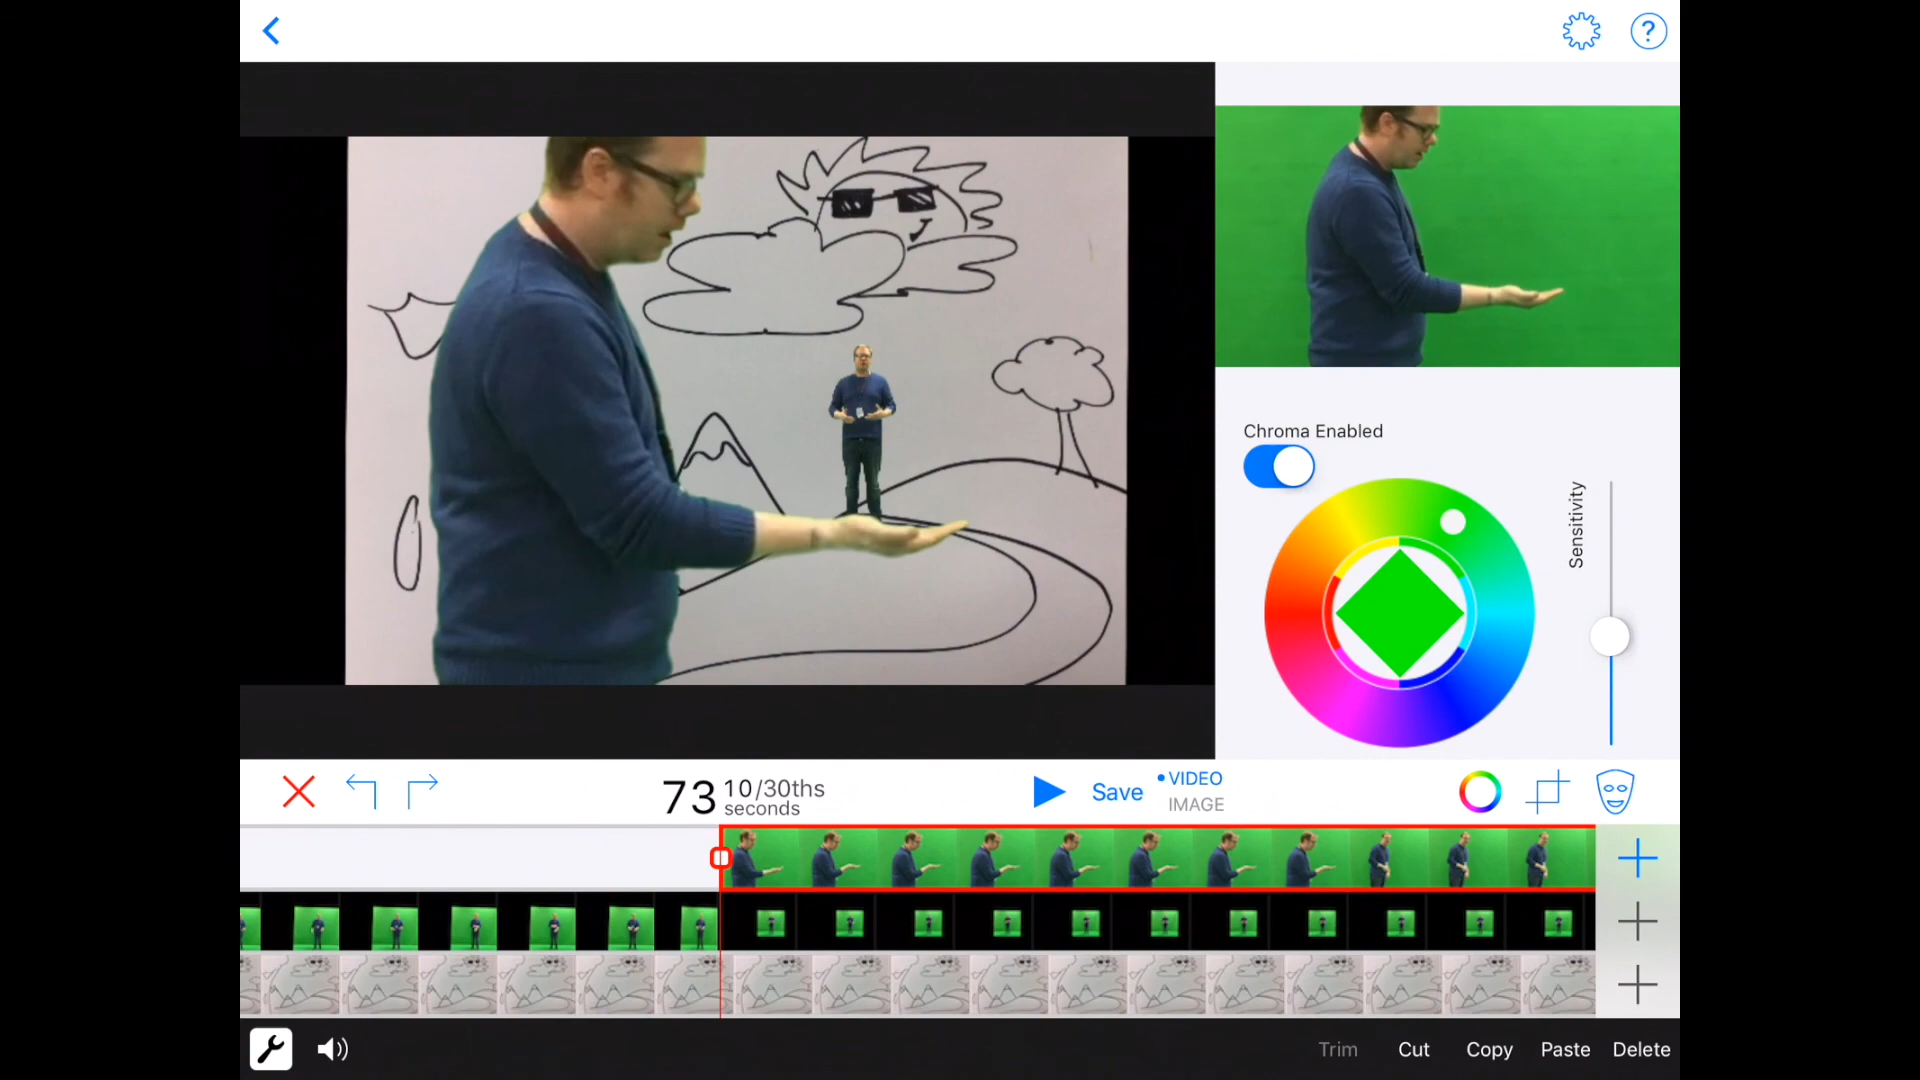 ?
Chroma Enabled
Sensitivity
73 10/30ths seconds
Save
VIDEO
IMAGE
Trim
Cut
Copy
Paste
Delete